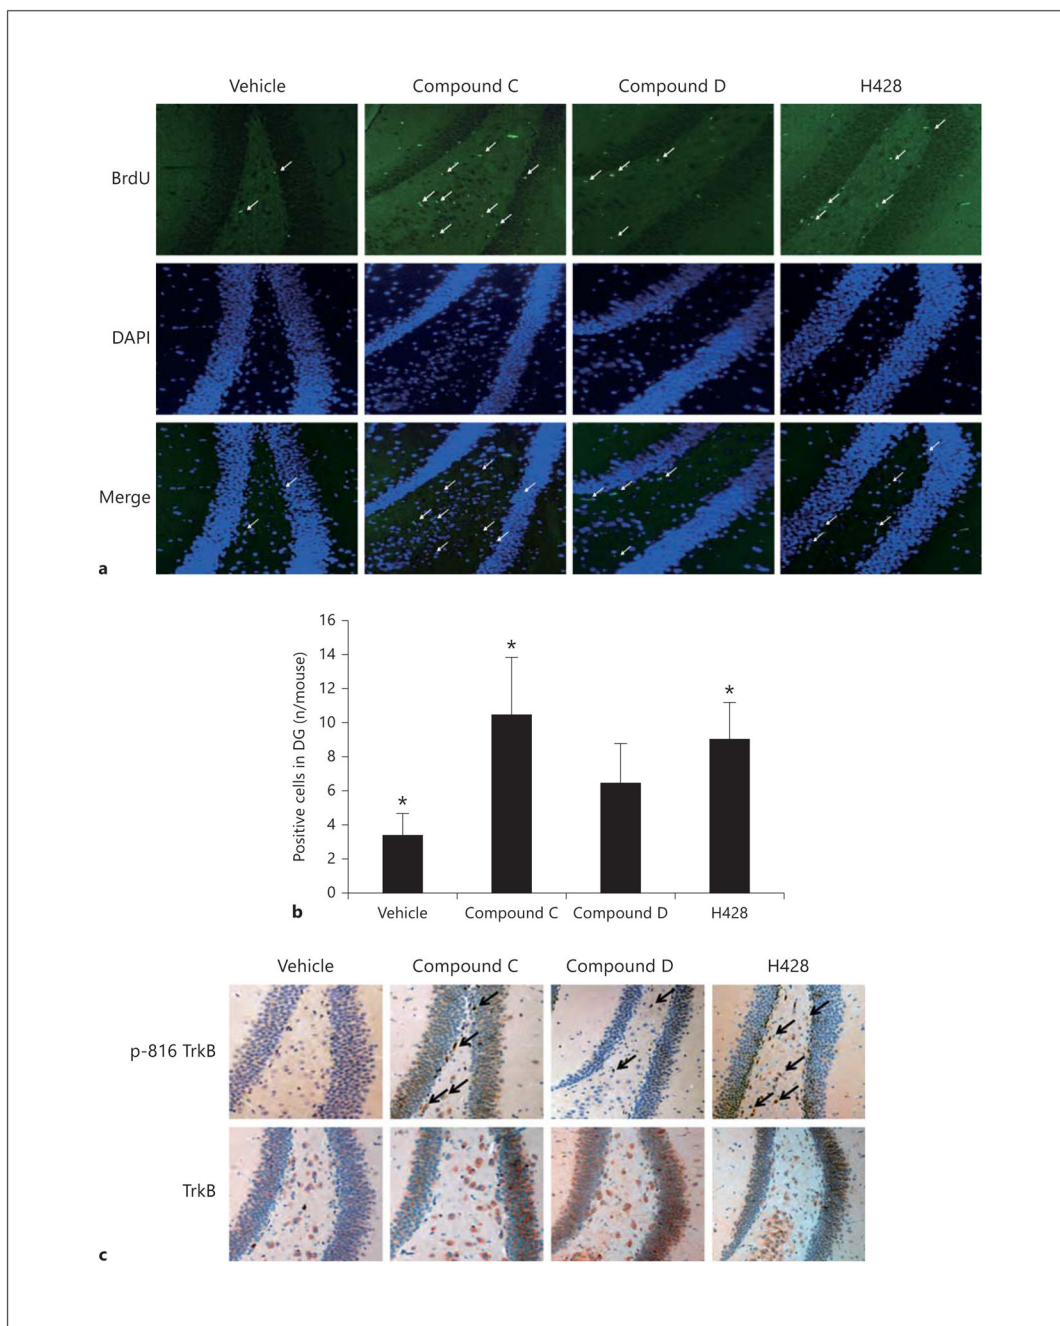 Vehicle Compound C Compound D H428
BrdU
DAPI
Merge
a
16
14
12
10
8
6
4
2
0
Positive cells in DG (n/mouse)
*
*
*
b
Vehicle Compound C Compound D H428
Vehicle Compound C Compound D H428
p-816 TrkB
TrkB
c